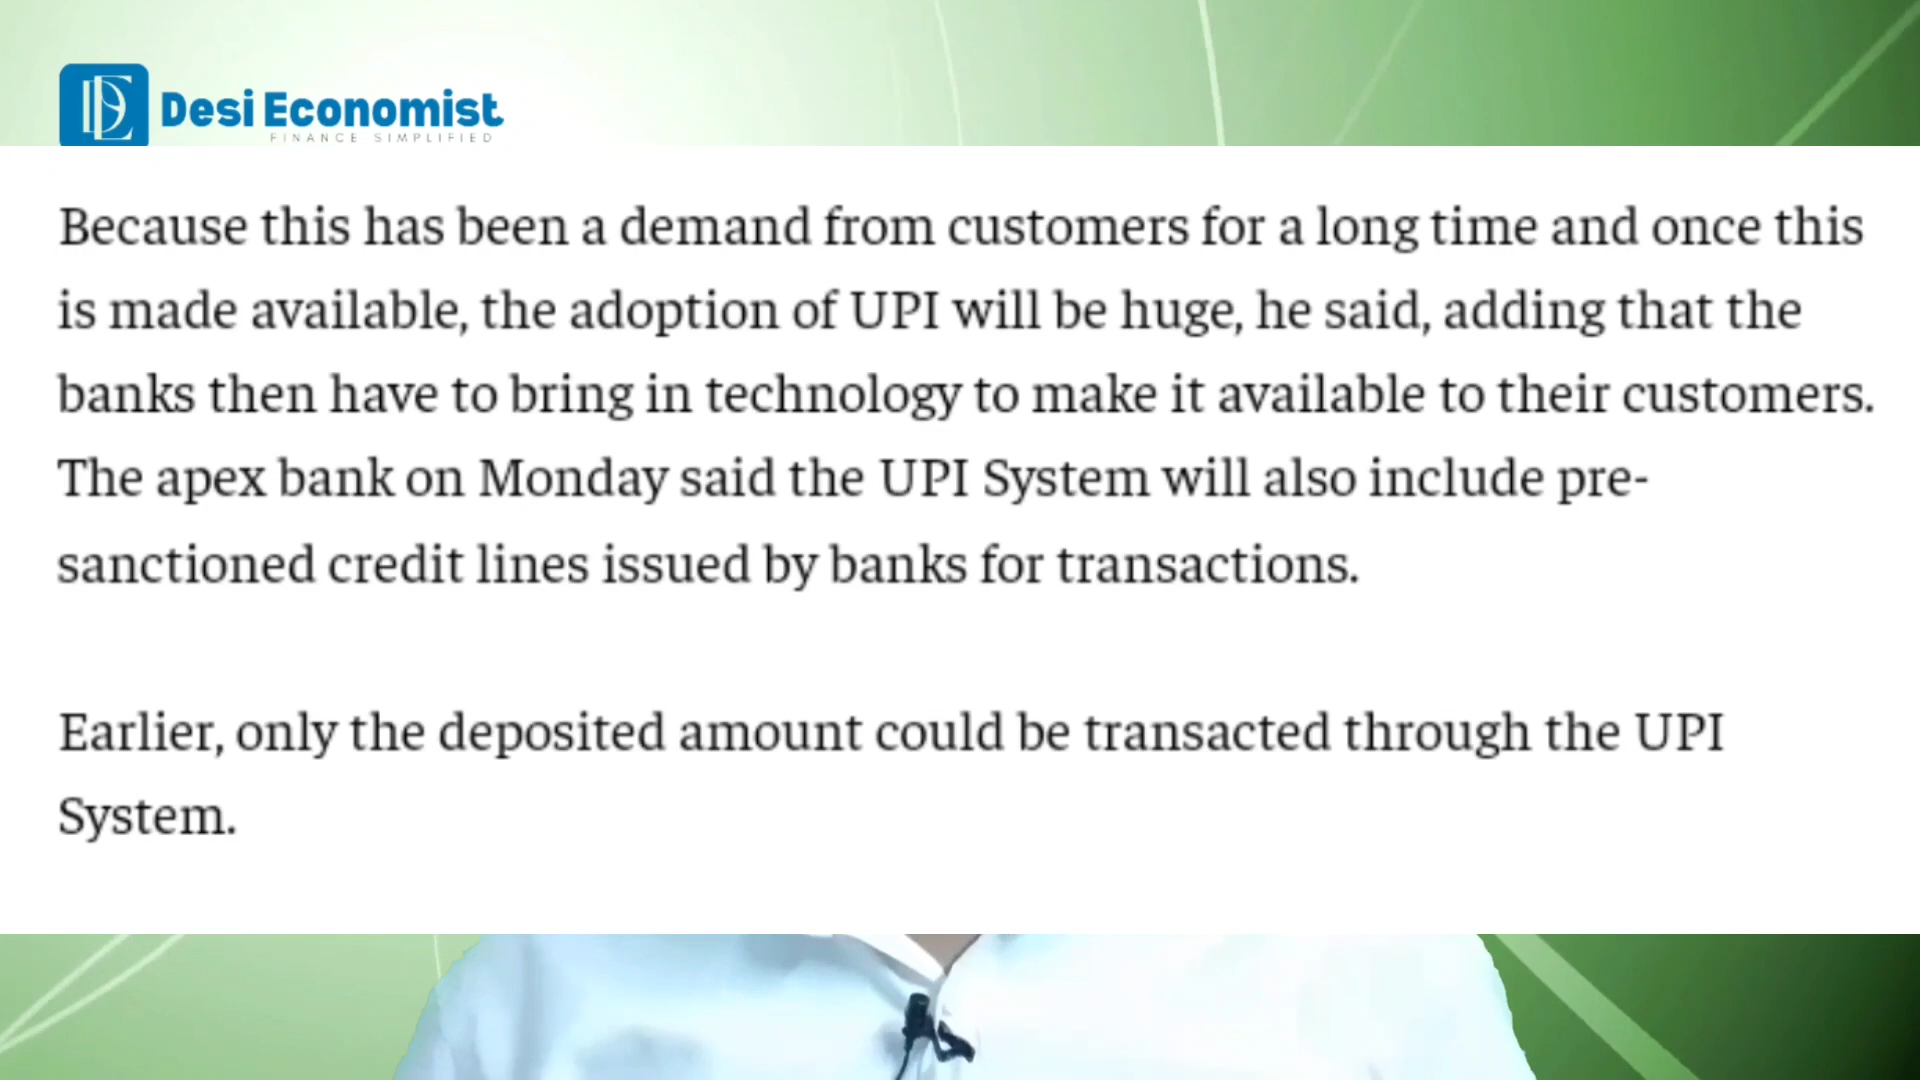 Desi Economist
FINANCE SIMPLIFIED
Because this has been a demand from customers for a long time and once this
is made available, the adoption of UPI will be huge, he said, adding that the
banks then have to bring in technology to make it available to their customers.
The apex bank on Monday said the UPI System will also include pre-
sanctioned credit lines issued by banks for transactions.
Earlier, only the deposited amount could be transacted through the UPI
System.